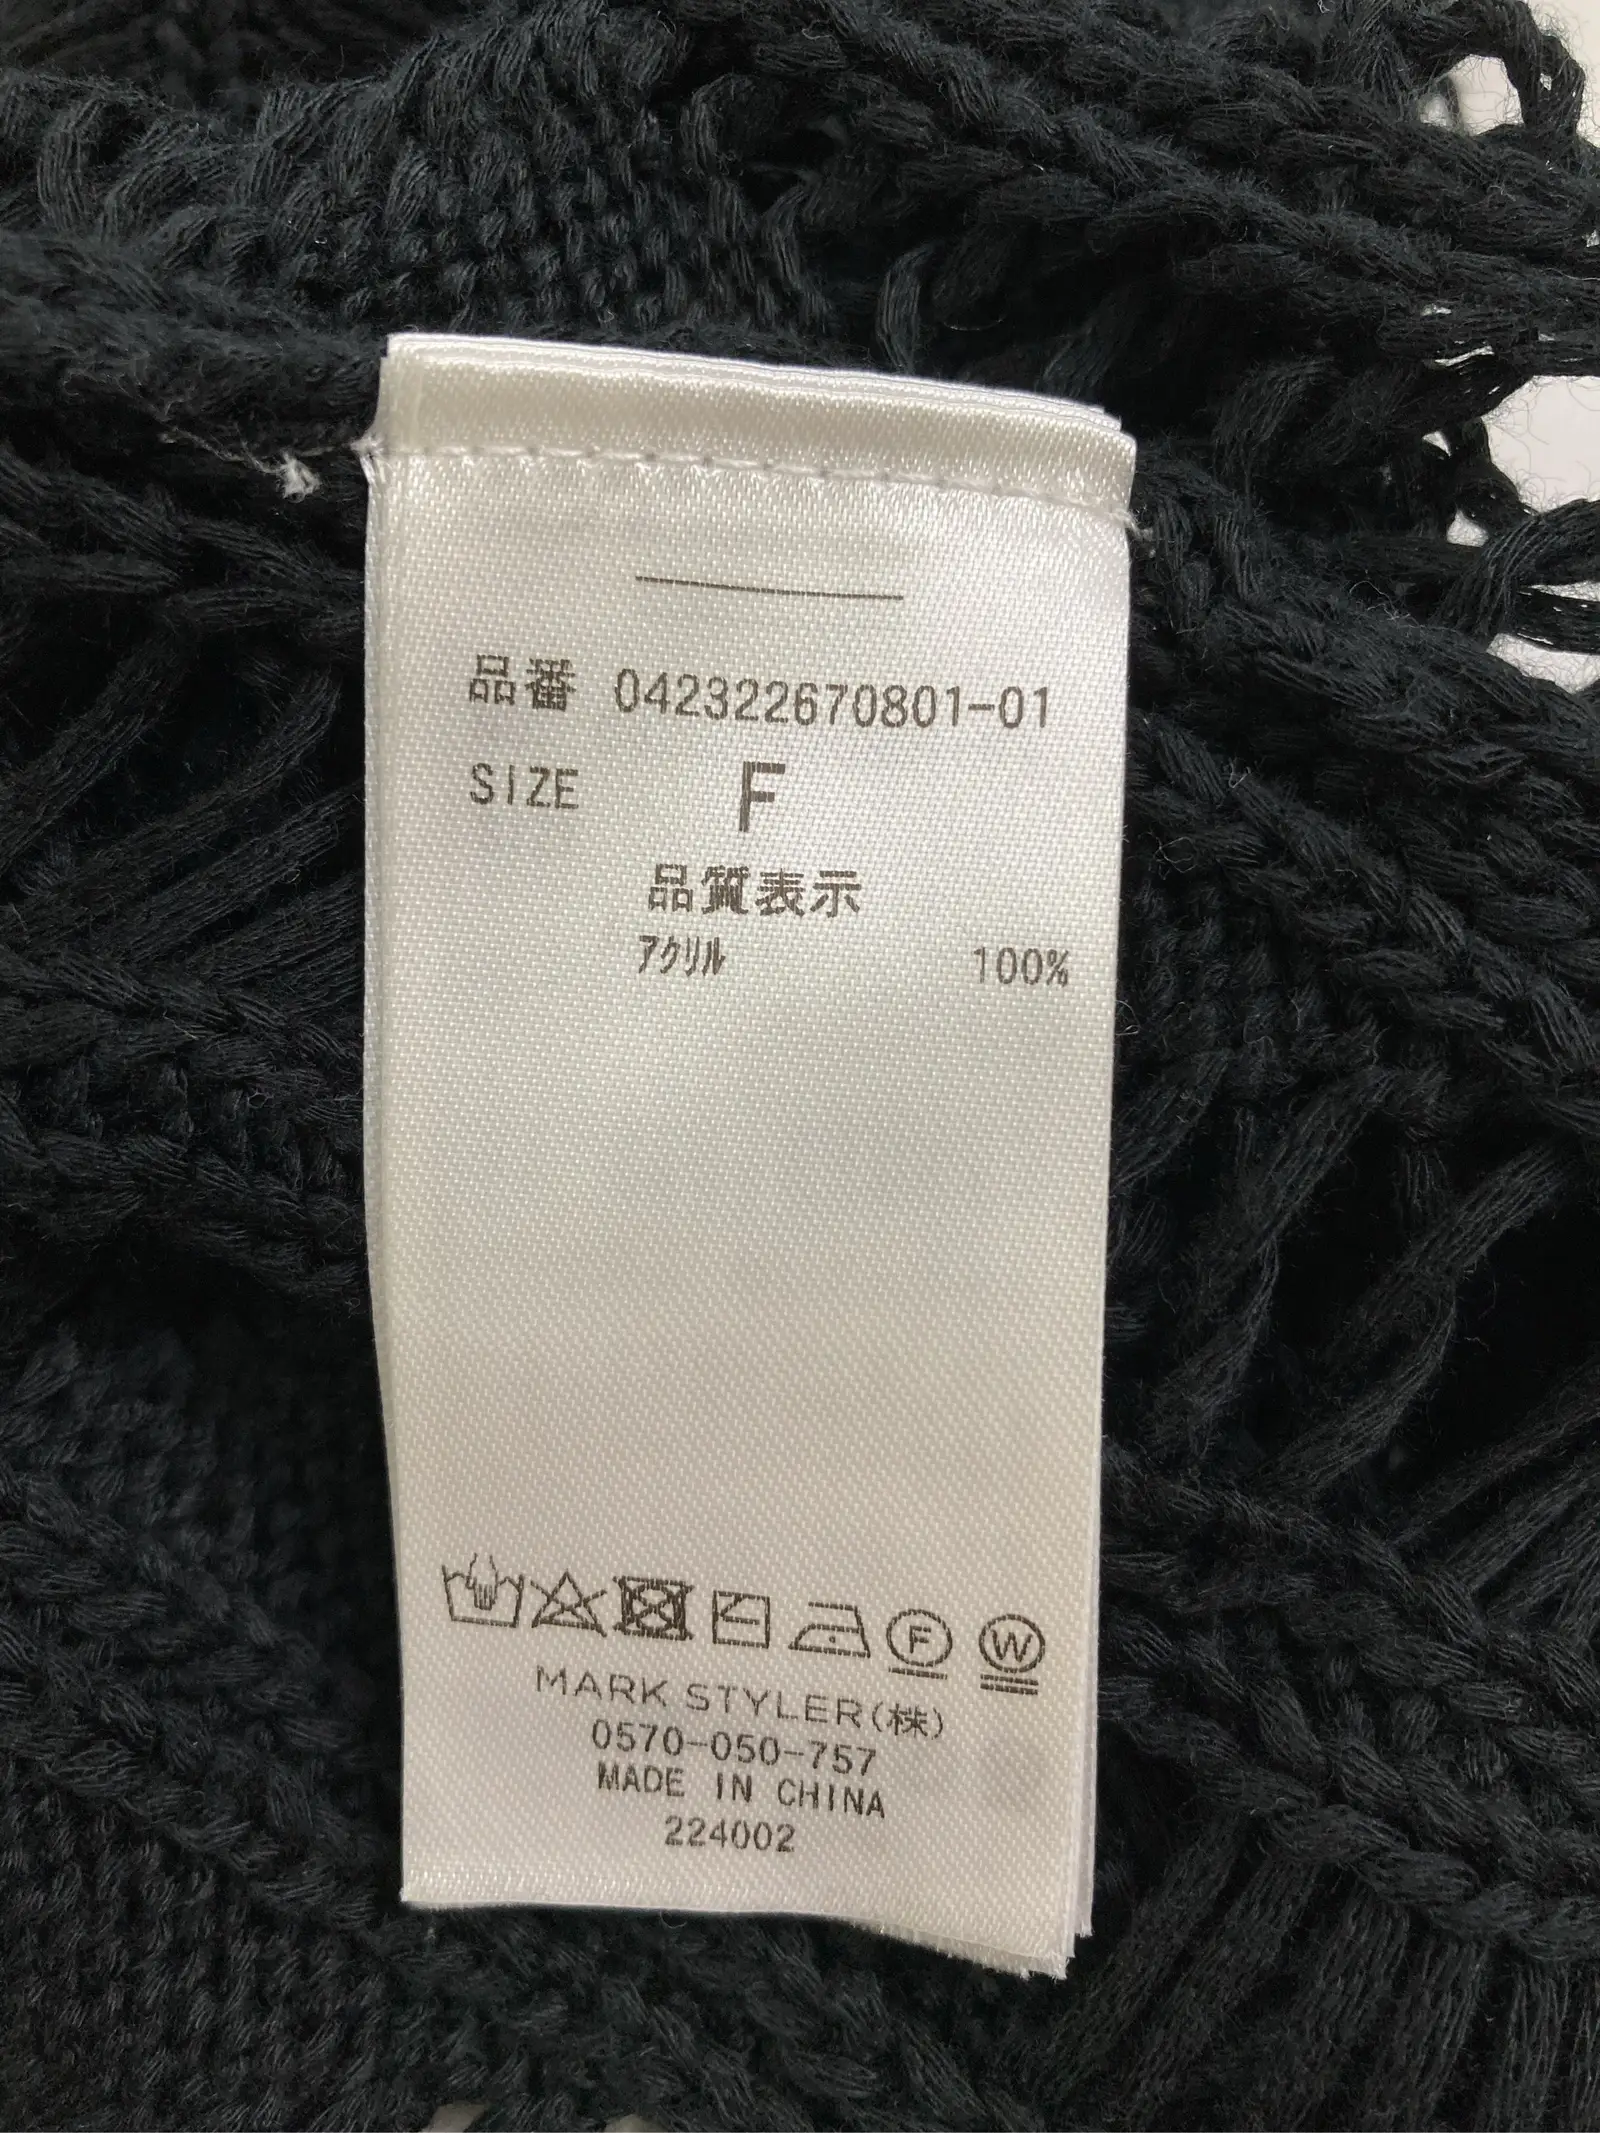 品番 042322670801-01
SIZE F
品質表示
アクリル 100%
F W
MARK STYLER(株)
0570-050-757
MADE IN CHINA
224002